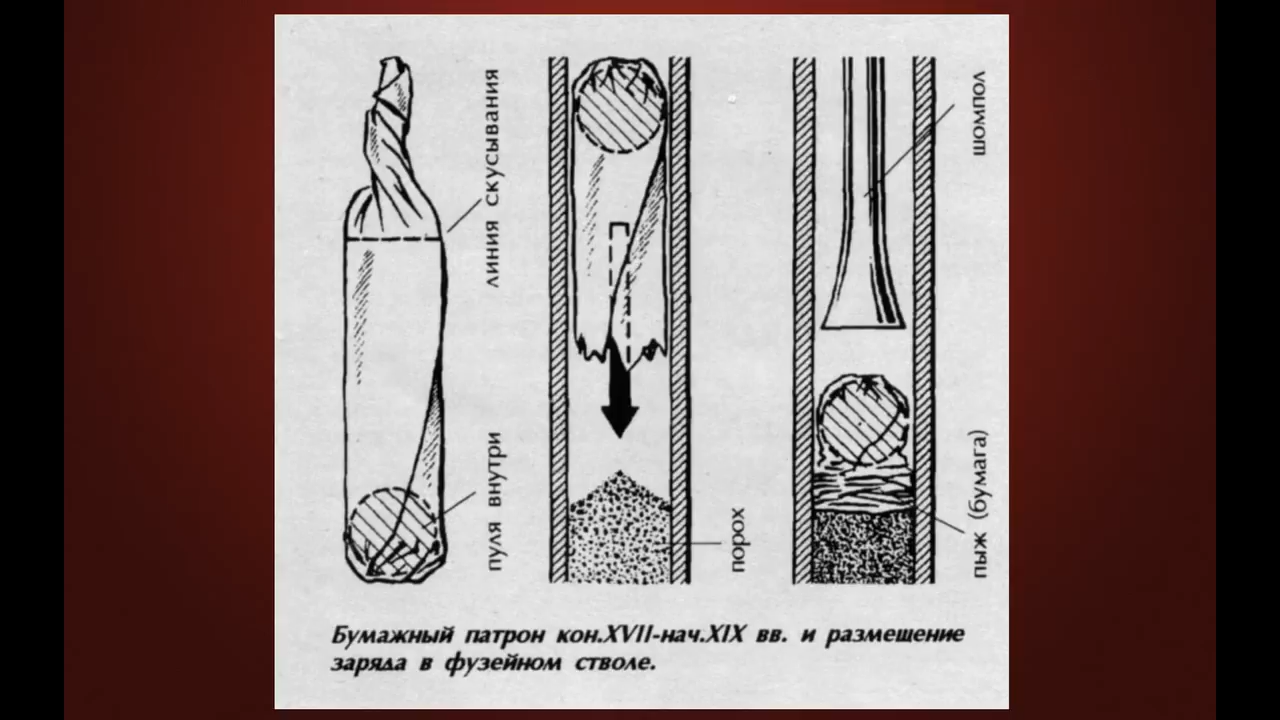 линия скусывания
пуля внутри
порох
шомпол
пыж (бумага)
Бумажный патрон кон.XVII-нач.XIX вв. и размещение
заряда в фузейном стволе.